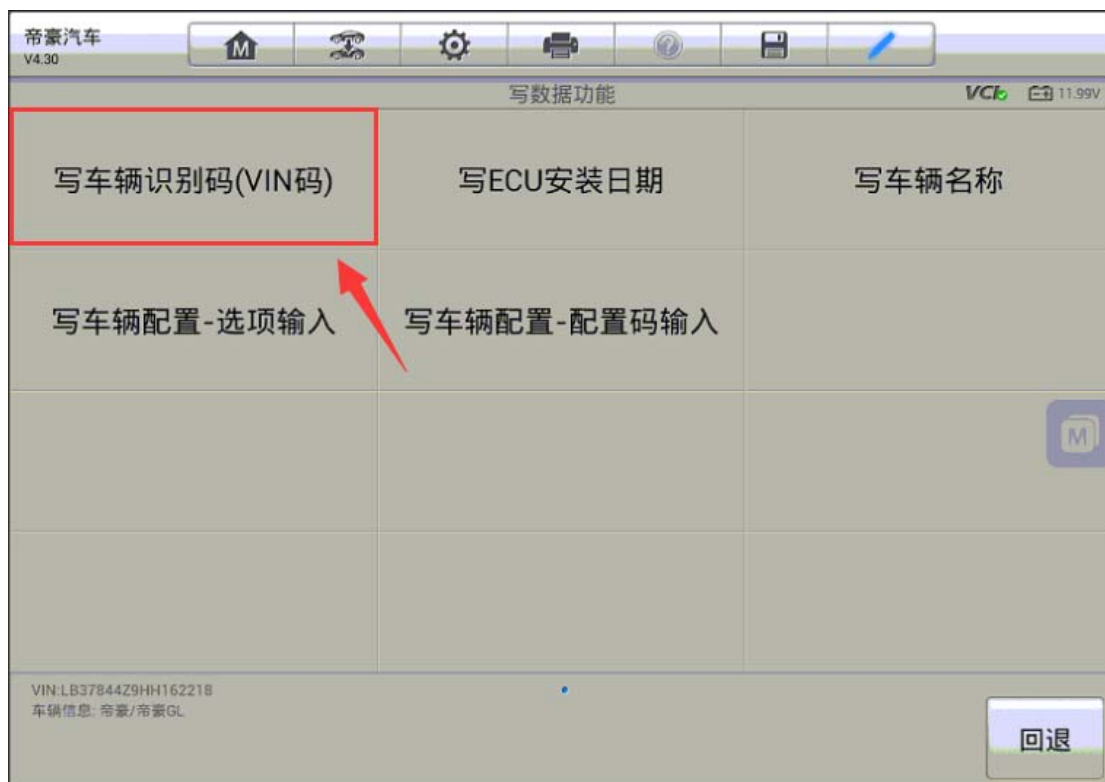 帝豪汽车
V4.30
M
写数据功能
VCI 11.99V
写车辆识别码(VIN码) 写ECU安装日期 写车辆名称
写车辆配置-选项输入 写车辆配置-配置码输入
M
VIN:LB37844Z9HH162218
车辆信息: 帝豪/帝豪GL
回退